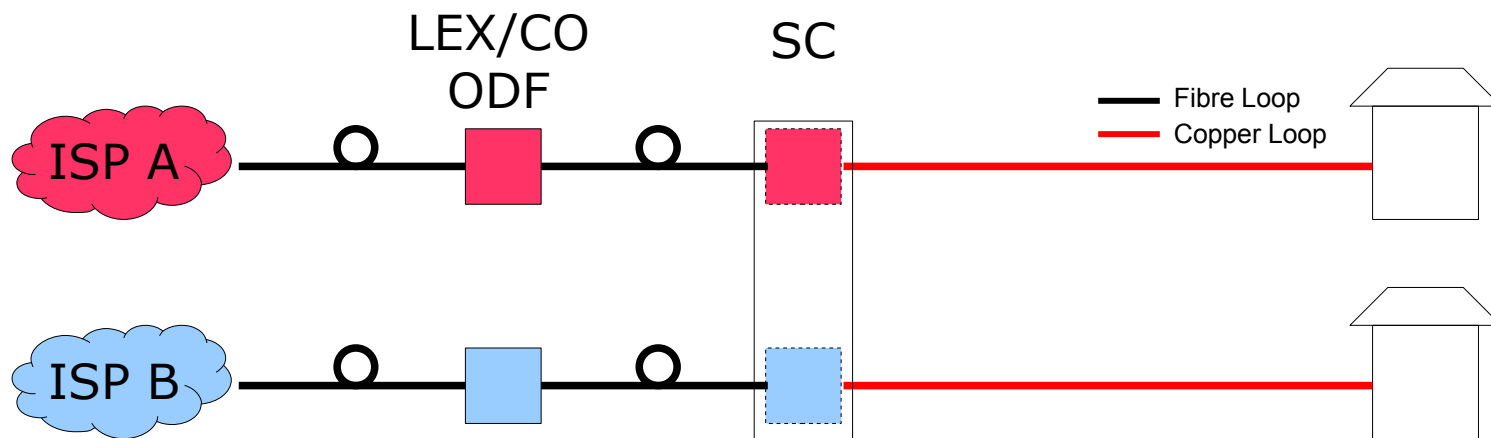 LEX/CO
ODF
SC
Fibre Loop
Copper Loop
ISP A
ISP B